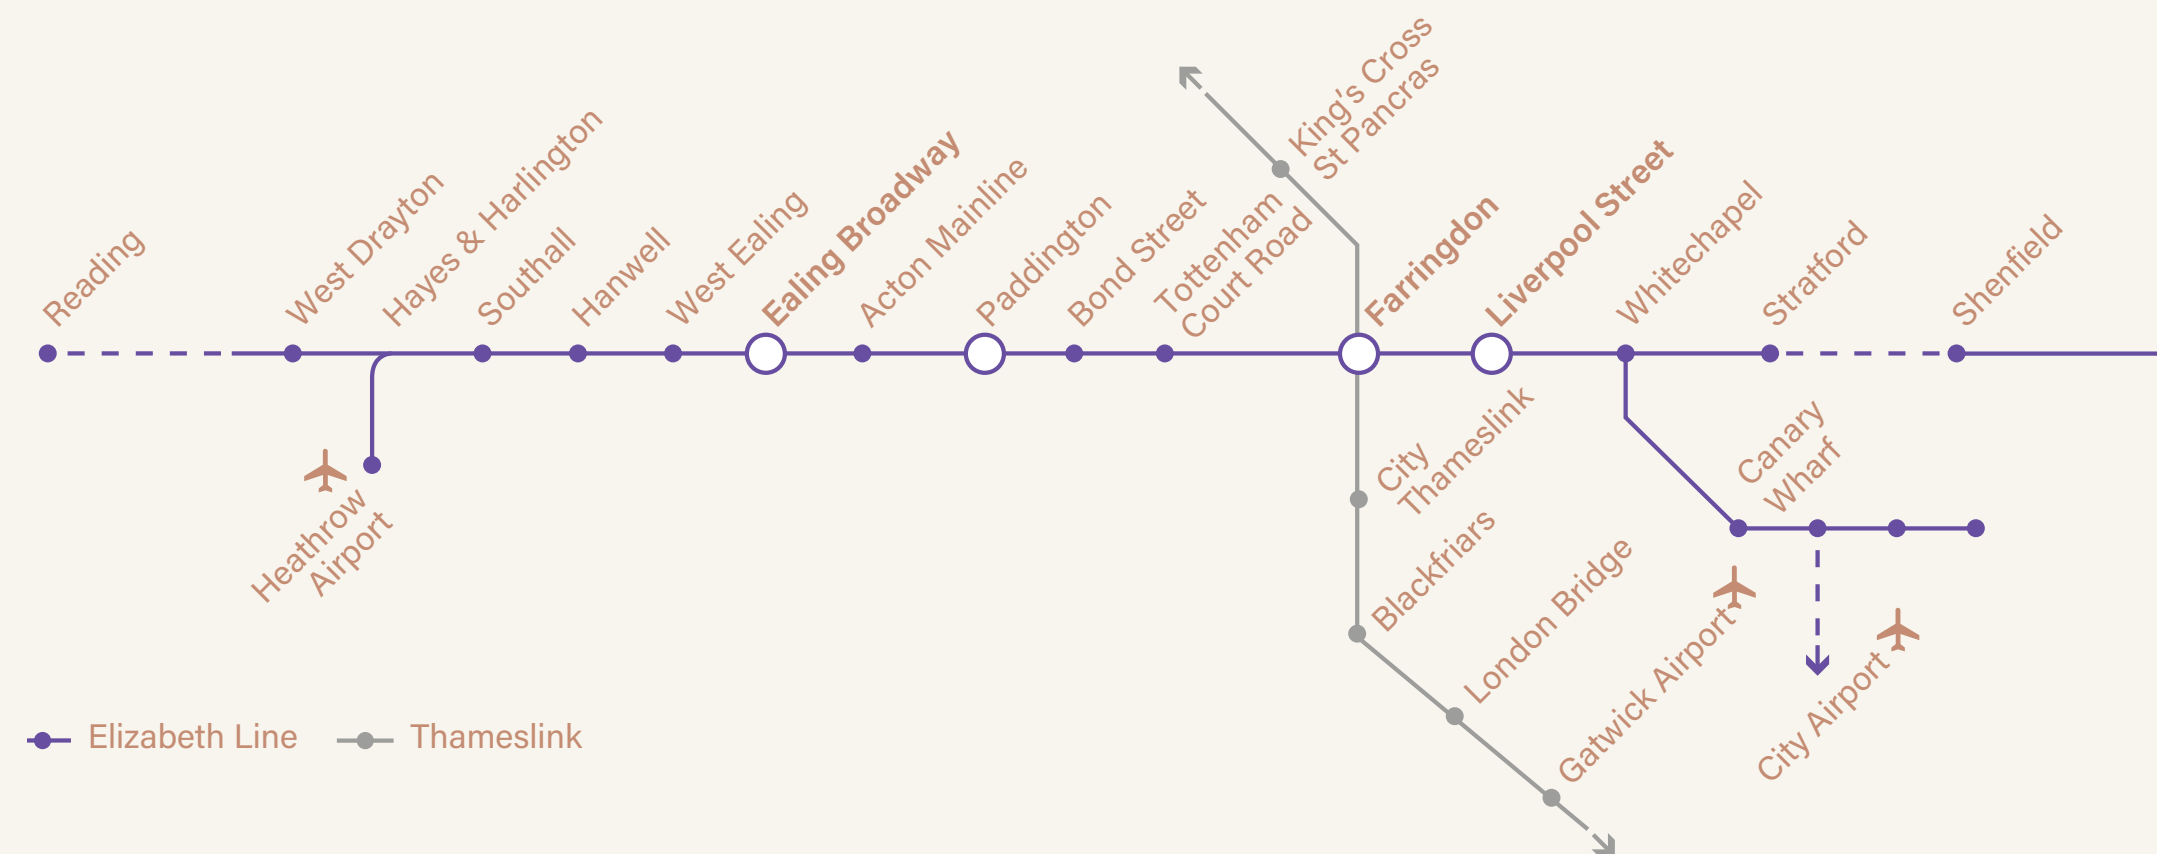 Reading
West Drayton
Hayes & Harlington
Southall
Hanwell
West Ealing
Ealing Broadway
Acton Mainline
Paddington
Bond Street
Tottenham
Court Road
King's Cross
St Pancras
Farringdon
Liverpool Street
Whitechapel
Stratford
Shenfield
Heathrow
Airport
City
Thameslink
Blackfriars
London Bridge
Gatwick Airport
Canary
Wharf
City Airport
Elizabeth Line
Thameslink